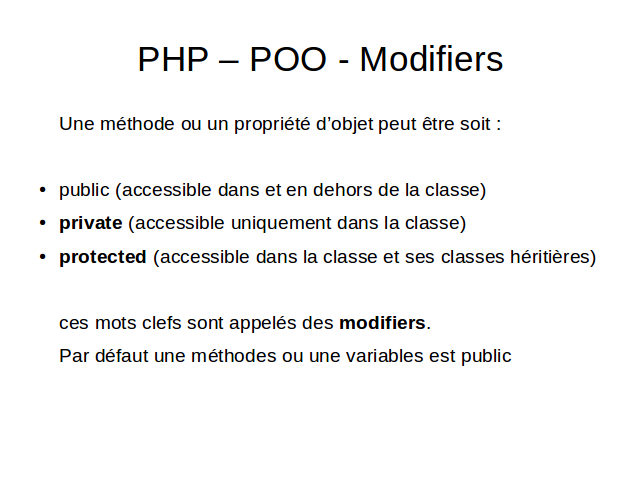 PHP – POO - Modifiers
Une méthode ou un propriété d’objet peut être soit :
• public (accessible dans et en dehors de la classe)
• private (accessible uniquement dans la classe)
• protected (accessible dans la classe et ses classes héritières)
ces mots clefs sont appelés des modifiers.
Par défaut une méthodes ou une variables est public